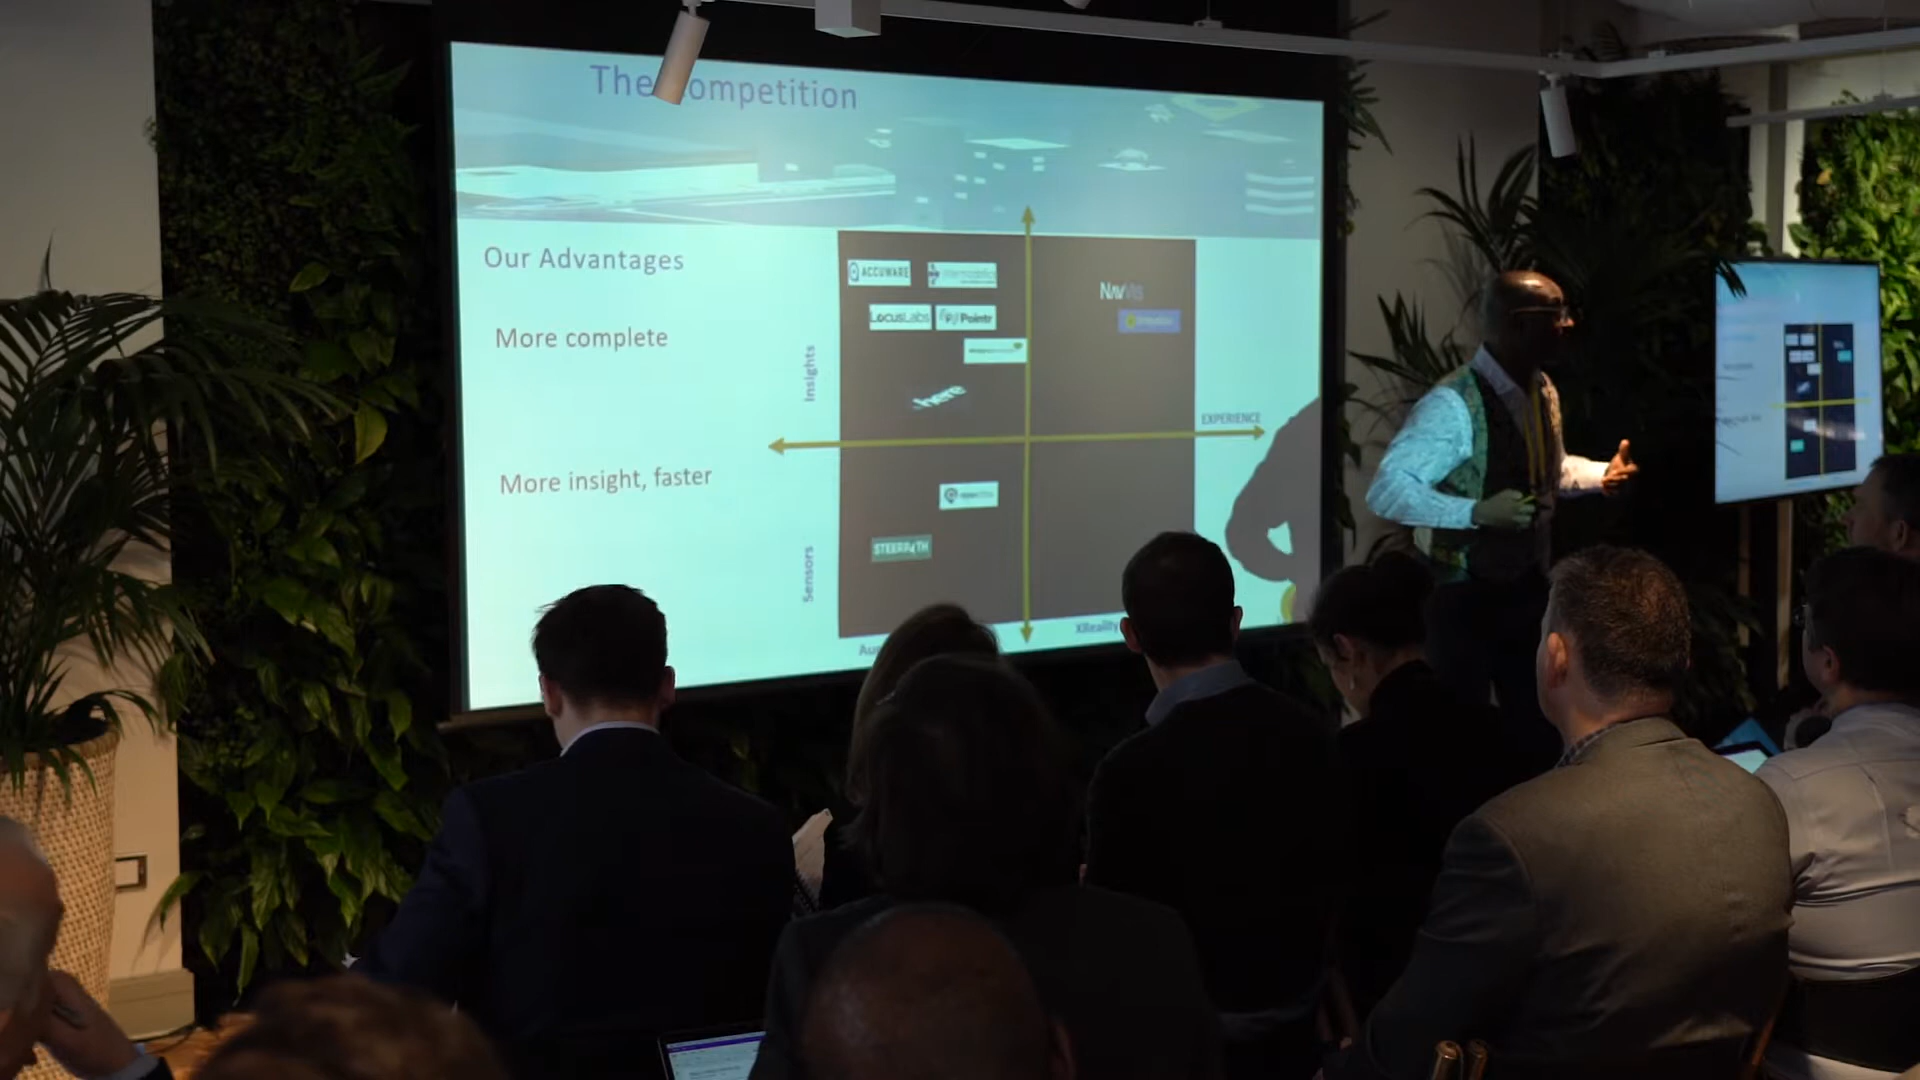 The ompetition
Our Advantages
More complete
More insight, faster
Insights
Sensors
ACCUWARE
LocusLabs
Pointr
here
NavVis
EXPERIENCE
STEERPATH
XReality